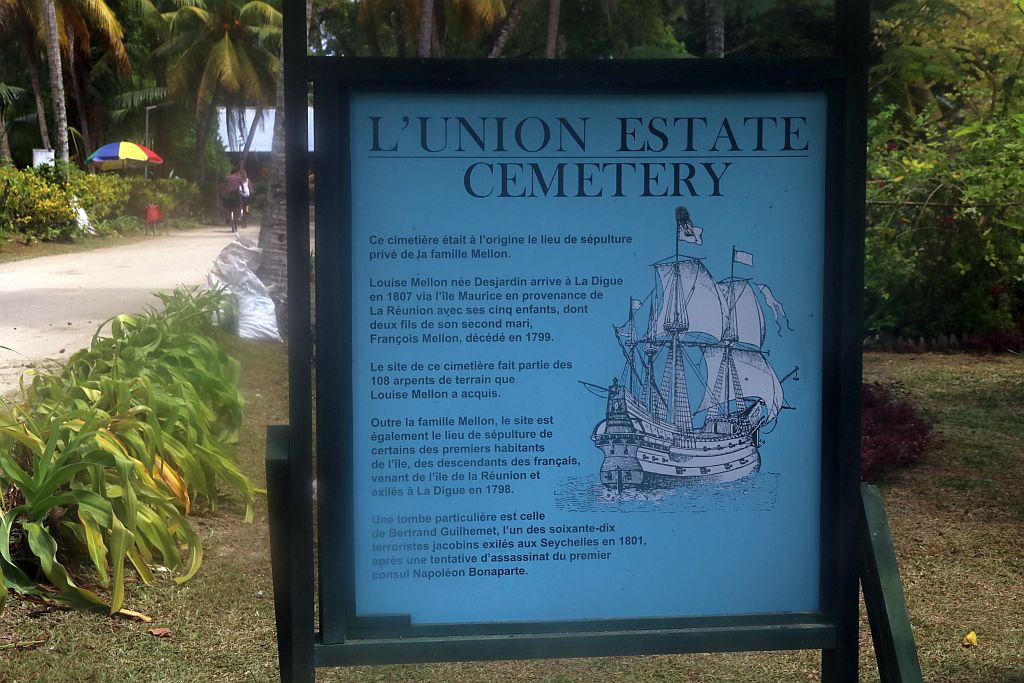 L'UNION ESTATE
CEMETERY
Ce cimetière était à l'origine le lieu de sépulture
privé de la famille Mellon.
Louise Mellon née Desjardin arrive à La Digue
en 1807 via l'île Maurice en provenance de
La Réunion avec ses cinq enfants, dont
deux fils de son second mari,
François Mellon, décédé en 1799.
Le site de ce cimetière fait partie des
108 arpents de terrain que
Louise Mellon a acquis.
Outre la famille Mellon, le site est
également le lieu de sépulture de
certains des premiers habitants
de l'île, des descendants des français,
venant de l'île de la Réunion et
exilés à La Digue en 1798.
Une tombe particulière est celle
de Bertrand Guilhemet, l'un des soixante-dix
terroristes jacobins exilés aux Seychelles en 1801,
après une tentative d'assassinat du premier
consul Napoléon Bonaparte.